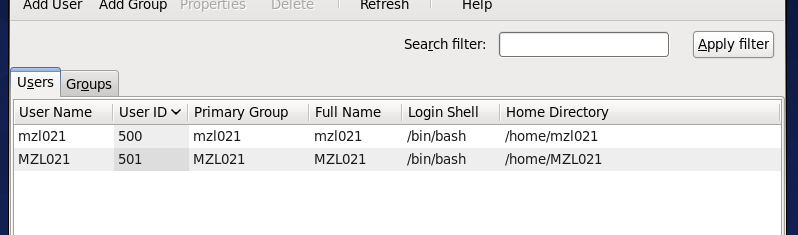 Add User Add Group Properties Delete Refresh Help
Search filter: Apply filter
Users Groups
User Name User ID Primary Group Full Name Login Shell Home Directory
mzl021 500 mzl021 mzl021 /bin/bash /home/mzl021
MZL021 501 MZL021 MZL021 /bin/bash /home/MZL021